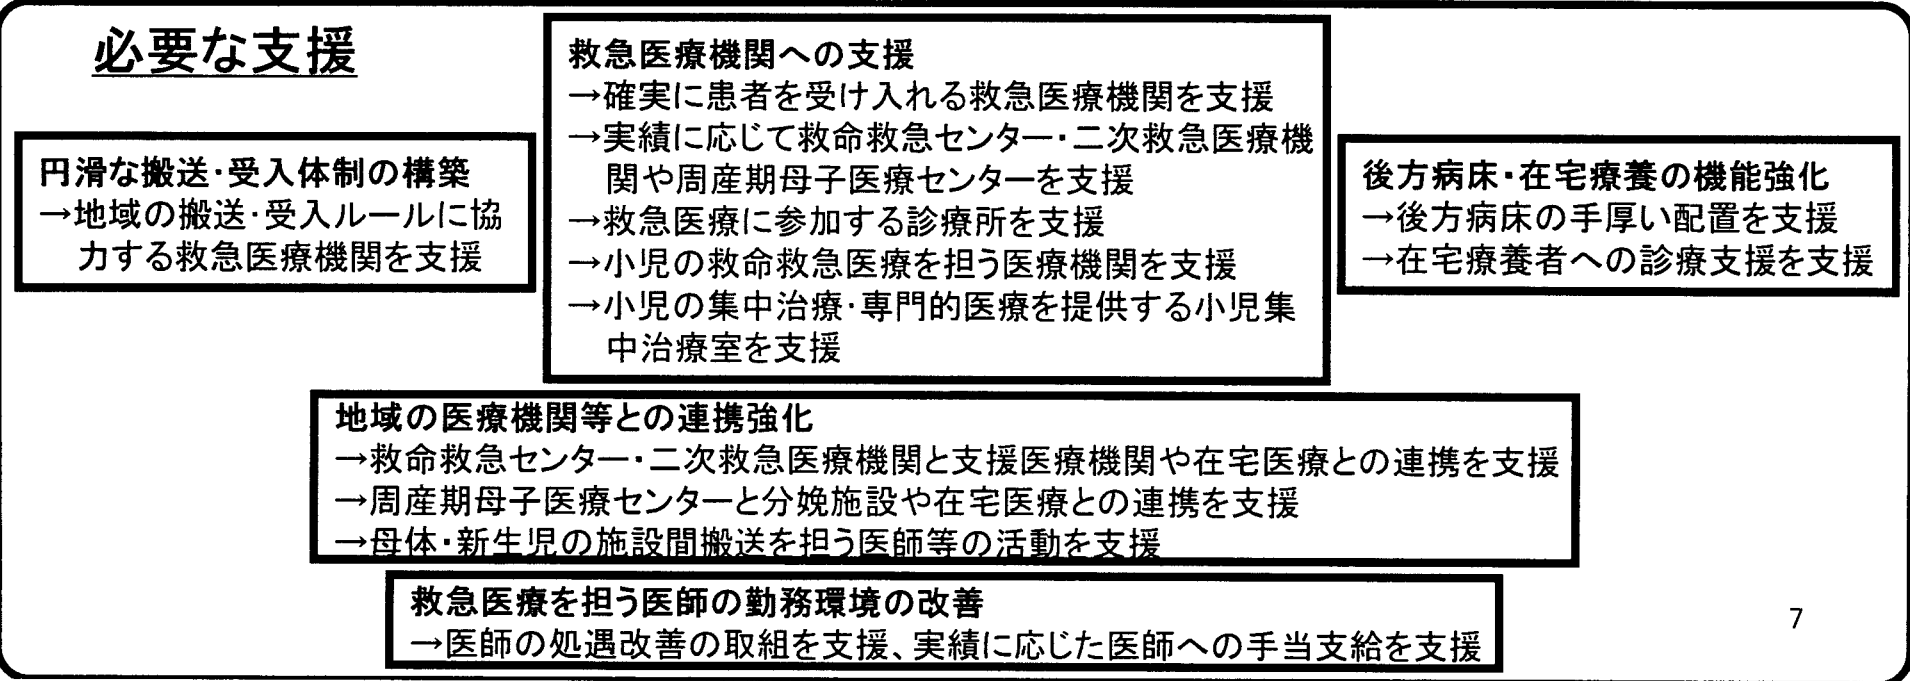 必要な支援
円滑な搬送・受入体制の構築
→地域の搬送・受入ルールに協
力する救急医療機関を支援
救急医療機関への支援
→確実に患者を受け入れる救急医療機関を支援
→実績に応じて救命救急センター・二次救急医療機
関や周産期母子医療センターを支援
→救急医療に参加する診療所を支援
→小児の救命救急医療を担う医療機関を支援
→小児の集中治療・専門的医療を提供する小児集
中治療室を支援
後方病床・在宅療養の機能強化
→後方病床の手厚い配置を支援
→在宅療養者への診療支援を支援
地域の医療機関等との連携強化
→救命救急センター・二次救急医療機関と支援医療機関や在宅医療との連携を支援
→周産期母子医療センターと分娩施設や在宅医療との連携を支援
→母体・新生児の施設間搬送を担う医師等の活動を支援
救急医療を担う医師の勤務環境の改善
→医師の処遇改善の取組を支援、実績に応じた医師への手当支給を支援
7